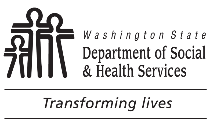 Washington State
Department of Social
& Health Services
Transforming lives